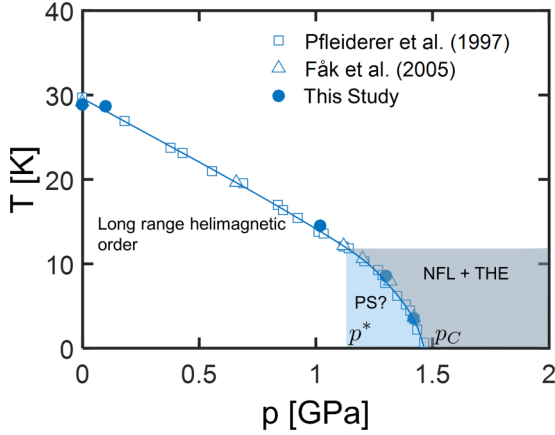 40
30
20
10
0
T [K]
Pfleiderer et al. (1997)
Fåk et al. (2005)
This Study
Long range helimagnetic
order
NFL + THE
PS?
p*
pC
0
0.5
1
1.5
2
p [GPa]